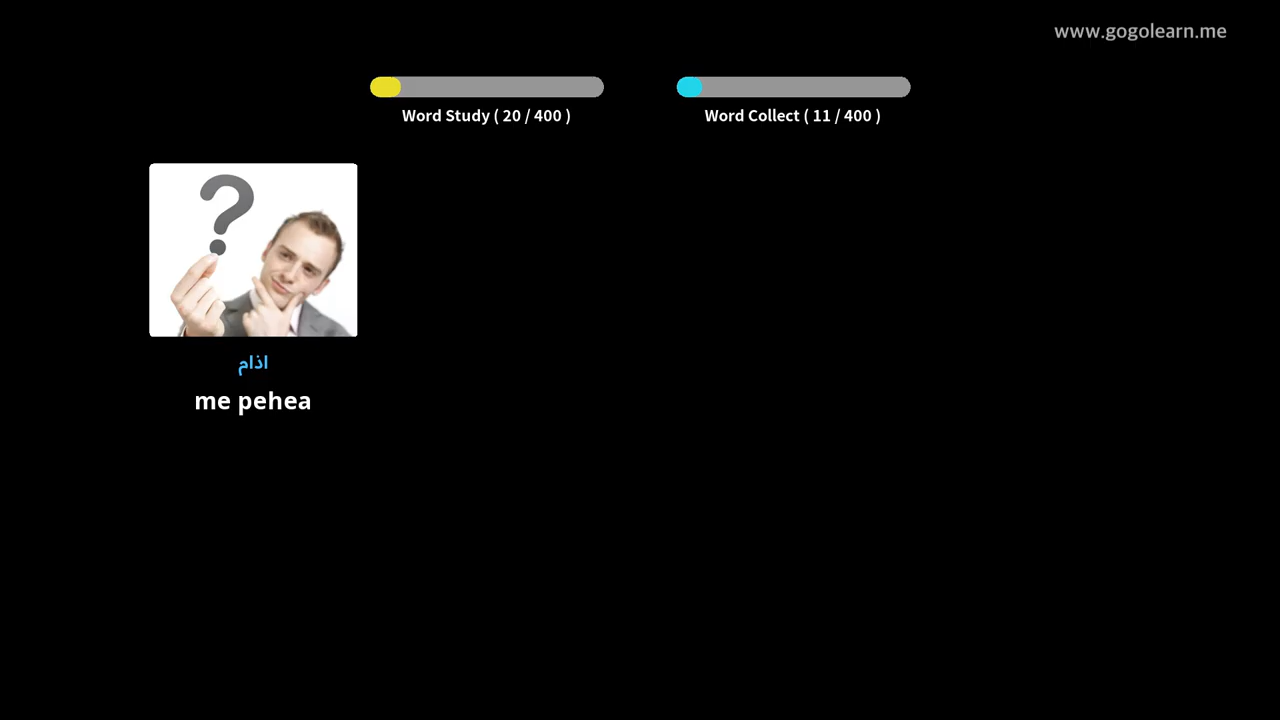 www.gogolearn.me
Word Study ( 20 / 400 )
Word Collect ( 11 / 400 )
?
اذام
me pehea